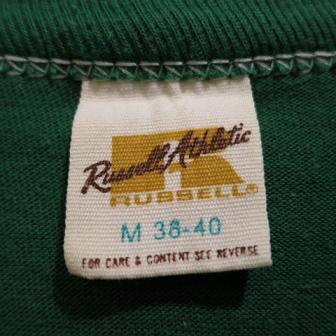 Russell Athletic
RUSSELL®
M 38-40
FOR CARE & CONTENT SEE REVERSE